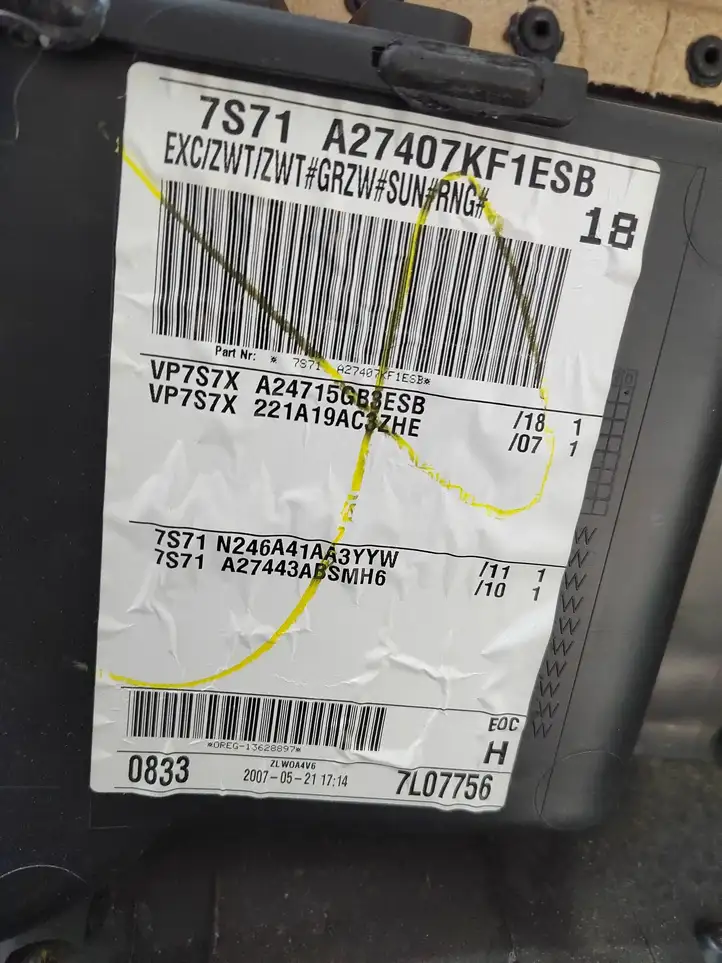 7S71 A27407KF1ESB
EXC/ZWT/ZWT#GRZW#SUN#RNG#
18
Part Nr: * 7S71 A27407KF1ESB*
VP7S7X A24715GB3ESB /18 1
VP7S7X 221A19AC3ZHE /07 1
7S71 N246A41AA3YYW /11 1
7S71 A27443ABSMH6 /10 1
EOC
*OREG-13628897*
H
ZLWOA4V6
0833 2007-05-21 17:14 7L07756